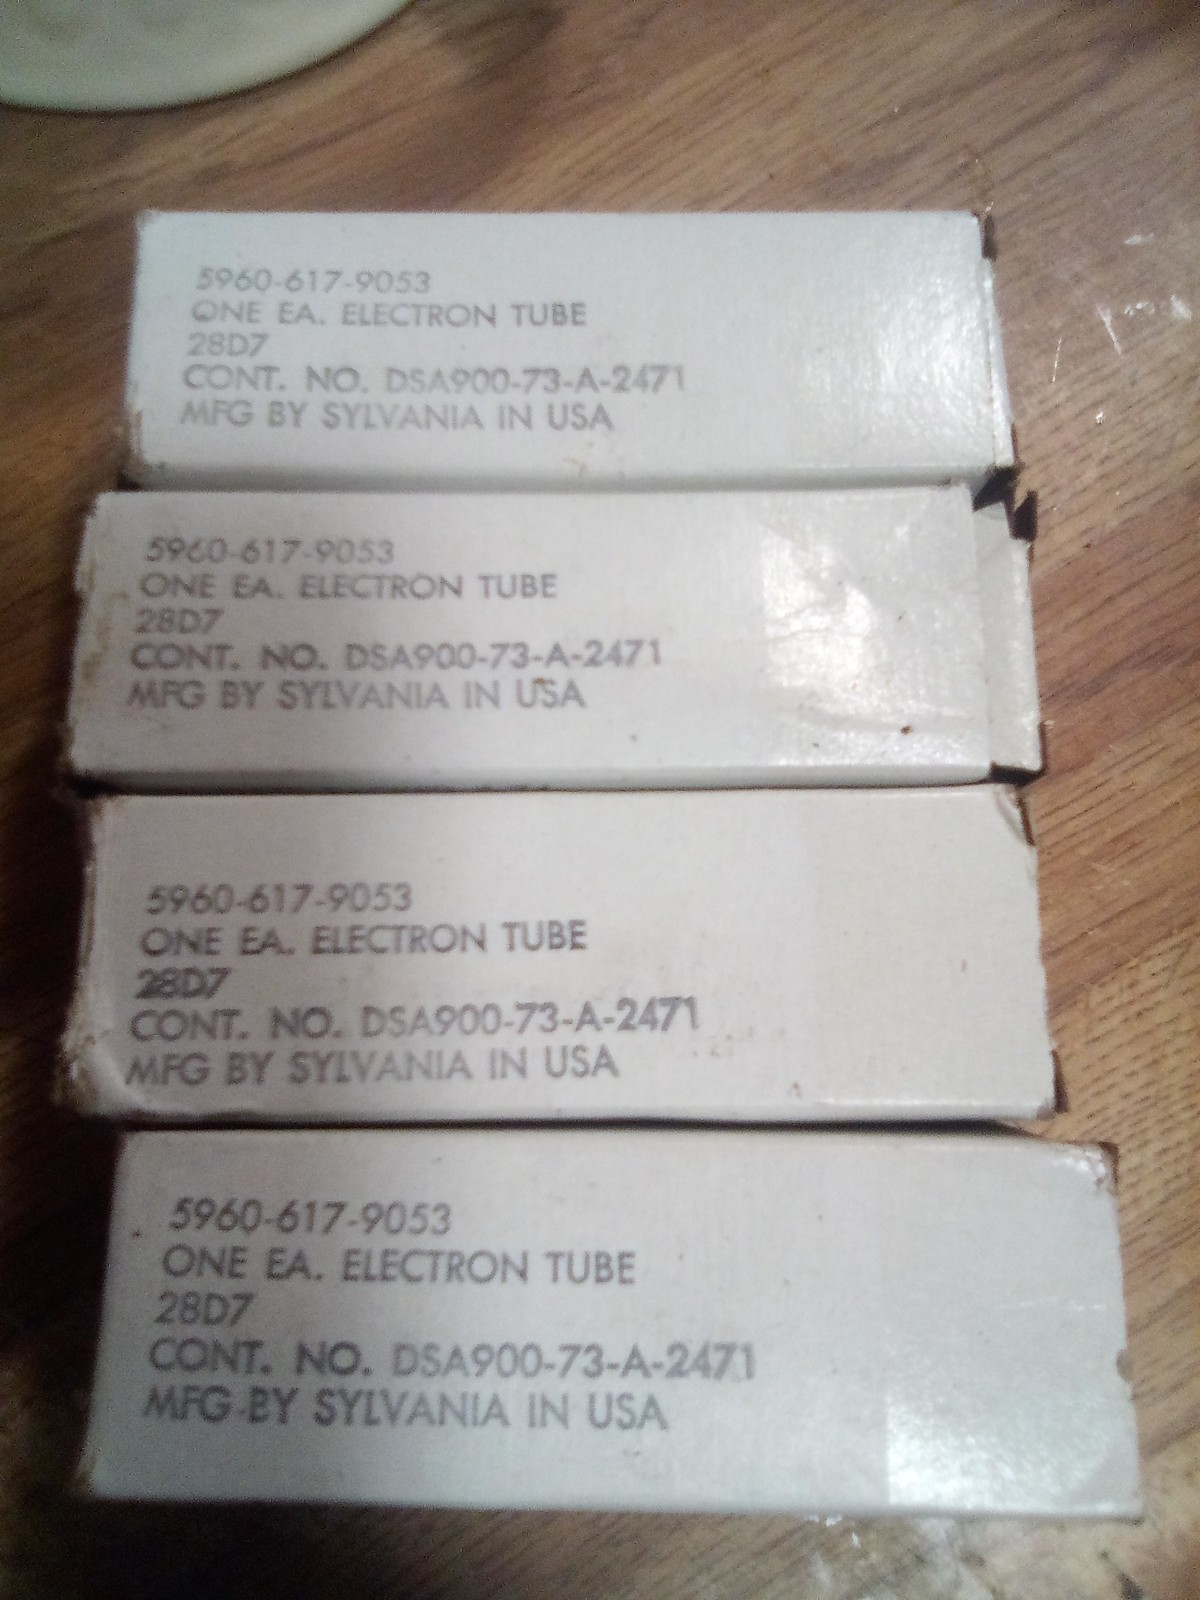 5960-617-9053
ONE EA. ELECTRON TUBE
28D7
CONT. NO. DSA900-73-A-2471
MFG BY SYLVANIA IN USA
5960-617-9053
ONE EA. ELECTRON TUBE
28D7
CONT. NO. DSA900-73-A-2471
MFG BY SYLVANIA IN USA
5960-617-9053
ONE EA. ELECTRON TUBE
28D7
CONT. NO. DSA900-73-A-2471
MFG BY SYLVANIA IN USA
5960-617-9053
ONE EA. ELECTRON TUBE
28D7
CONT. NO. DSA900-73-A-2471
MFG BY SYLVANIA IN USA